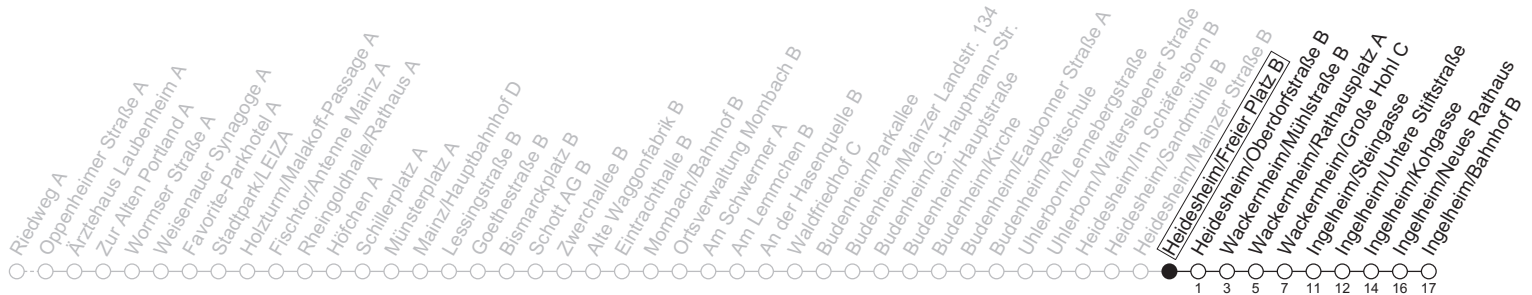 Riedweg A
Oppenheimer Straße A
Ärztehaus Laubenheim A
Zur Alten Portland A
Wormser Straße A
Weisenauer Synagoge A
Favorite-Parkhotel A
Stadtpark/LEIZA
Holzturm/Malakoff-Passage A
Fischtor/Antenne Mainz A
Rheingoldhalle/Rathaus A
Höfchen A
Schillerplatz A
Münsterplatz A
Mainz/Hauptbahnhof D
Lessingstraße B
Goethestraße B
Bismarckplatz B
Schott AG B
Zwerchallee B
Alte Waggonfabrik B
Eintrachthalle B
Mombach/Bahnhof B
Ortsverwaltung Mombach B
Am Schwermer A
Am Lemmchen B
An der Hasenquelle B
Waldfriedhof C
Budenheim/Parkallee
Budenheim/Mainzer Landstr. 134
Budenheim/G.-Hauptmann-Str.
Budenheim/Hauptstraße
Budenheim/Kirche
Budenheim/Eaubonner Straße A
Budenheim/Reitschule
Uhlerborn/Lennebergstraße
Uhlerborn/Walterslebener Straße
Heidesheim/Im Schäfersborn B
Heidesheim/Sandmühle B
Heidesheim/Mainzer Straße B
Heidesheim/Freier Platz B
Heidesheim/Oberdorfstraße B
Wackernheim/Mühlstraße B
Wackernheim/Rathausplatz A
Wackernheim/Große Hohl C
Ingelheim/Steingasse
Ingelheim/Untere Stiftstraße
Ingelheim/Kohgasse
Ingelheim/Neues Rathaus
Ingelheim/Bahnhof B
1 3 5 7 11 12 14 16 17